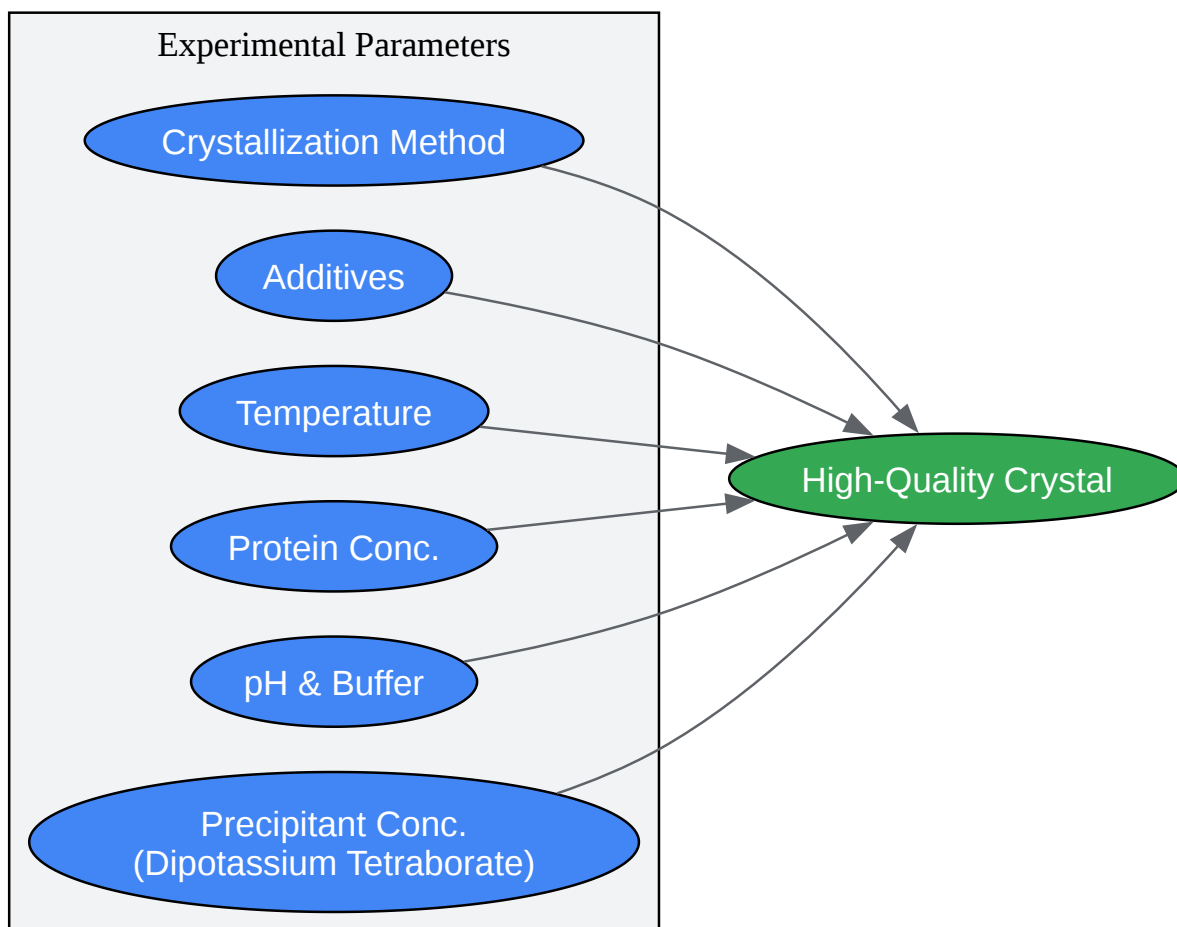 Experimental Parameters
Crystallization Method
Additives
Temperature
High-Quality Crystal
Protein Conc.
pH & Buffer
Precipitant Conc.
(Dipotassium Tetraborate)